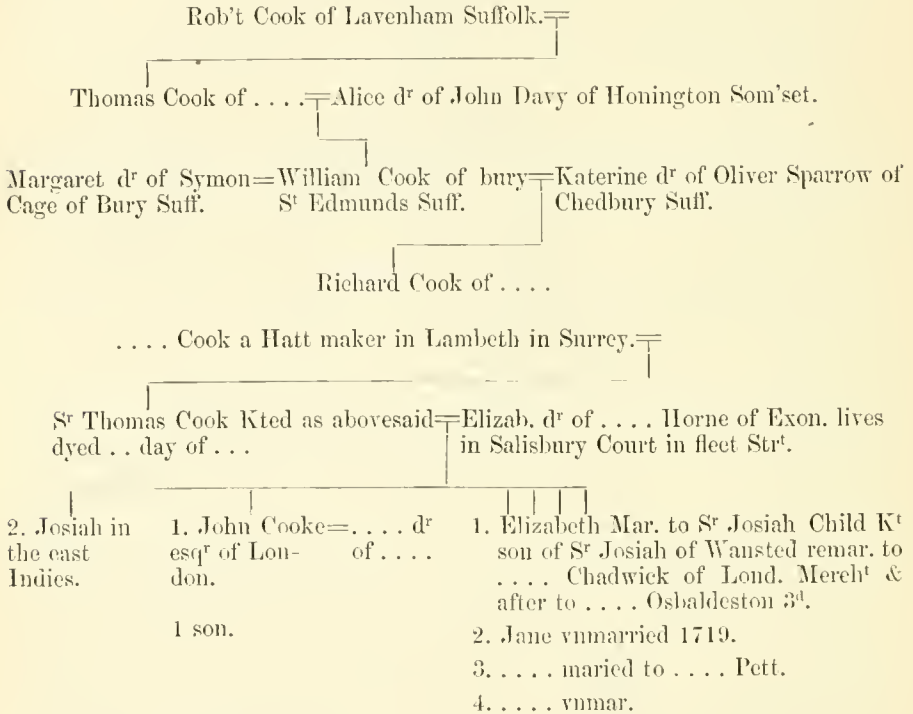 Rob't Cook of Lavenham Suffolk.
Thomas Cook of . . . . Alice dʳ of John Davy of Honington Som'set.
Margaret dʳ of Symon=William Cook of bury Katerine dʳ of Oliver Sparrow of
Cage of Bury Suff. Sᵗ Edmunds Suff. Chedbury Suff.
Richard Cook of . . . .
. . . . Cook a Hatt maker in Lambeth in Surrey.
Sʳ Thomas Cook Kted as abovesaid Elizab. dʳ of . . . . Horne of Exon. lives
dyed . . day of . . . in Salisbury Court in fleet Strᵗ.
2. Josiah in
the east
Indies.
1. John Cooke=. . . . dʳ
esqʳ of Lon- of . . . .
don.
1 son.
1. Elizabeth Mar. to Sʳ Josiah Child Kᵗ
son of Sʳ Josiah of Wansted remar. to
. . . . Chadwick of Lond. Merchᵗ &
after to . . . . Osbaldeston 3ᵈ.
2. Jane vnmarried 1719.
3. . . . . maried to . . . . Pett.
4. . . . . vnmar.